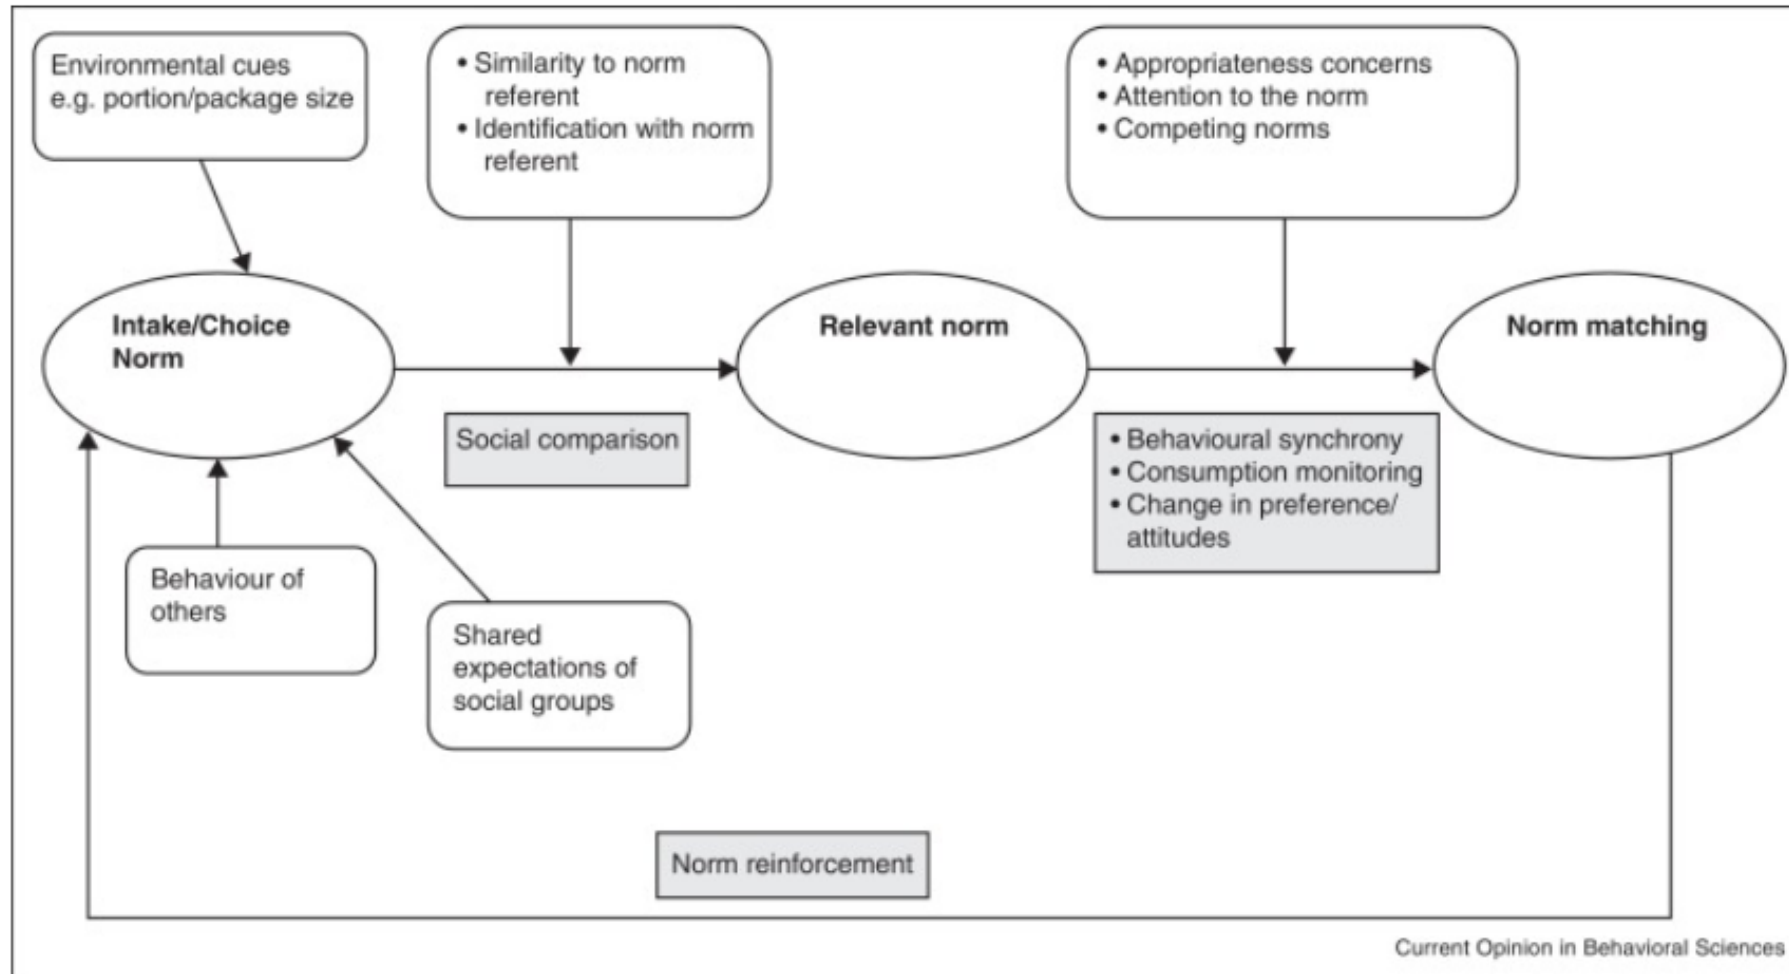 Environmental cues
e.g. portion/package size
• Similarity to norm
referent
• Identification with norm
referent
• Appropriateness concerns
• Attention to the norm
• Competing norms
Intake/Choice
Norm
Relevant norm
Norm matching
Social comparison
• Behavioural synchrony
• Consumption monitoring
• Change in preference/
attitudes
Behaviour of
others
Shared
expectations of
social groups
Norm reinforcement
Current Opinion in Behavioral Sciences